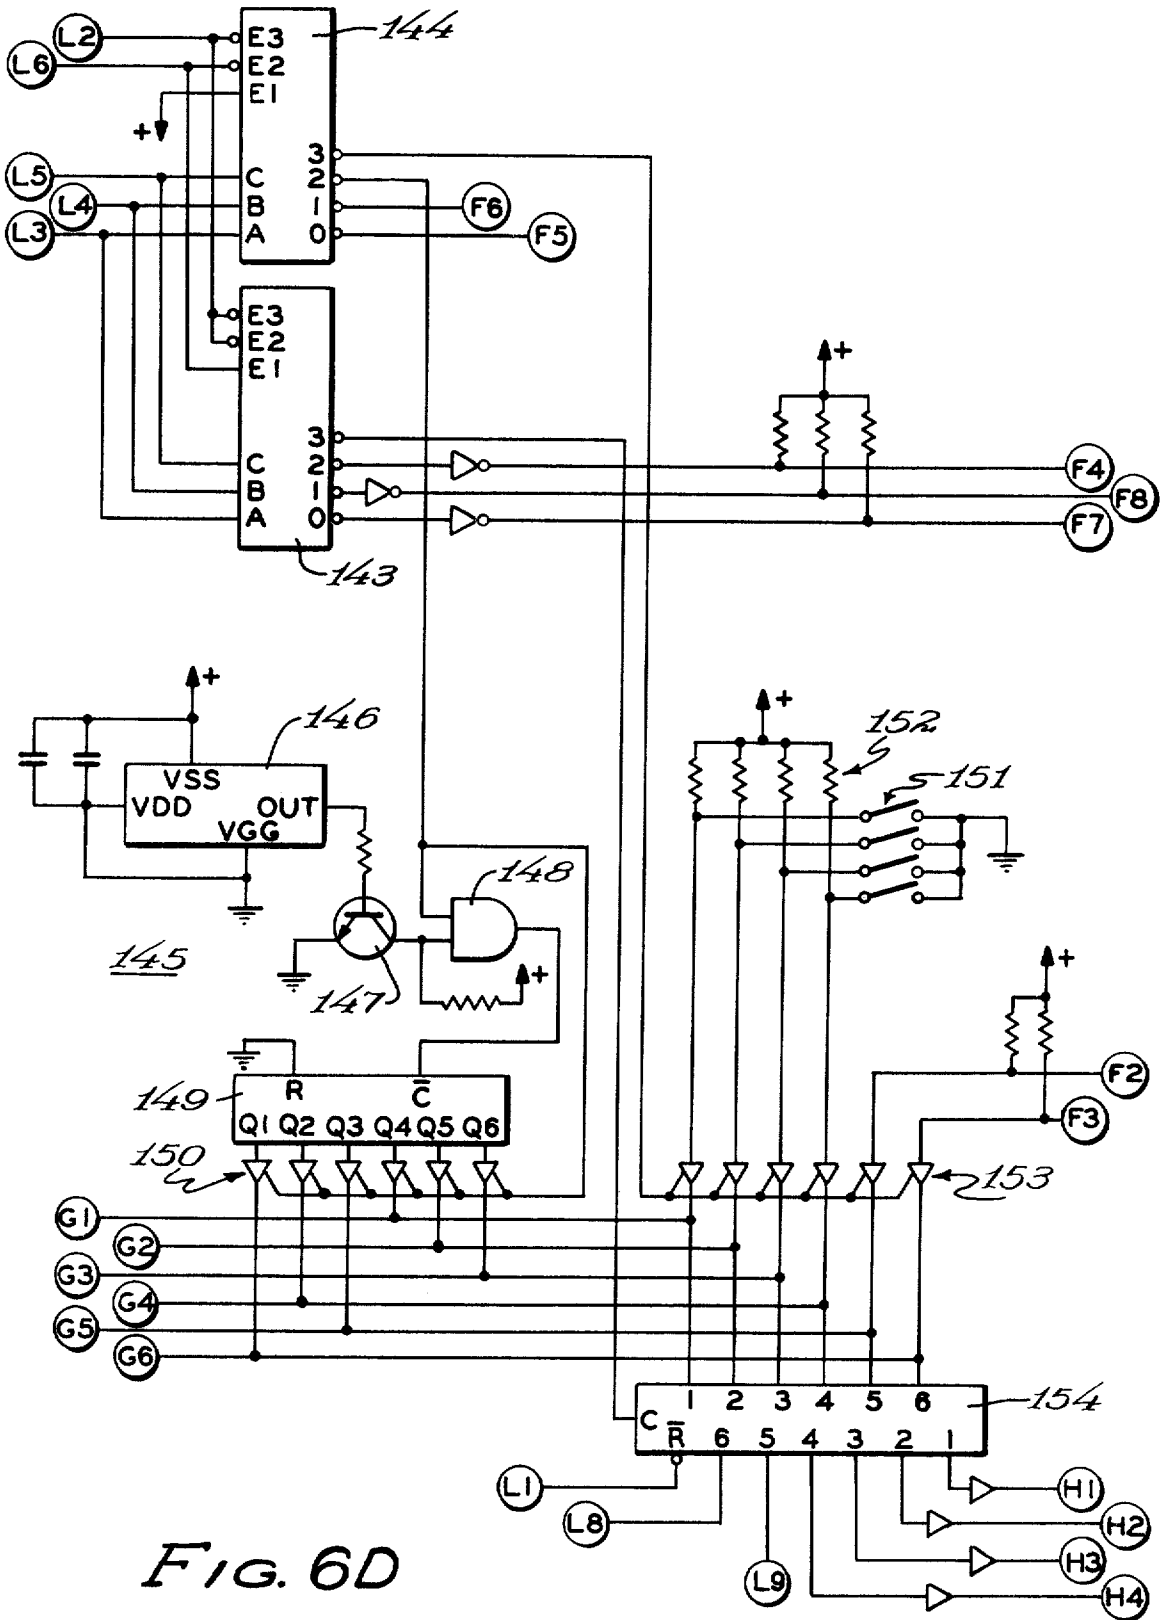 144
L2
E3
L6
E2
E1
+
3
L5
C
2
L4
B
1
F6
L3
A
0
F5
E3
E2
E1
+
3
C
2
F4
B
1
F8
A
0
F7
143
+
146
+
152
VSS
151
VDD
OUT
VGG
148
145
147
+
+
149
R
C̅
F2
Q1 Q2 Q3 Q4 Q5 Q6
F3
150
153
G1
G2
G3
G4
G5
G6
1 2 3 4 5 6
154
C
R̅ 6 5 4 3 2 1
L1
H1
L8
H2
L9
H3
H4
FIG. 6D